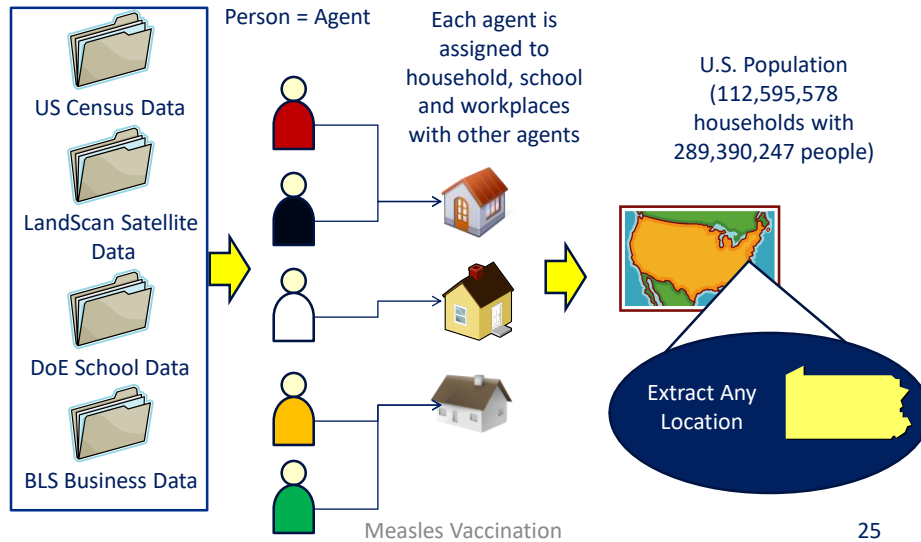 US Census Data
LandScan Satellite
Data
DoE School Data
BLS Business Data
Person = Agent
Each agent is
assigned to
household, school
and workplaces
with other agents
U.S. Population
(112,595,578
households with
289,390,247 people)
Extract Any
Location
Measles Vaccination
25